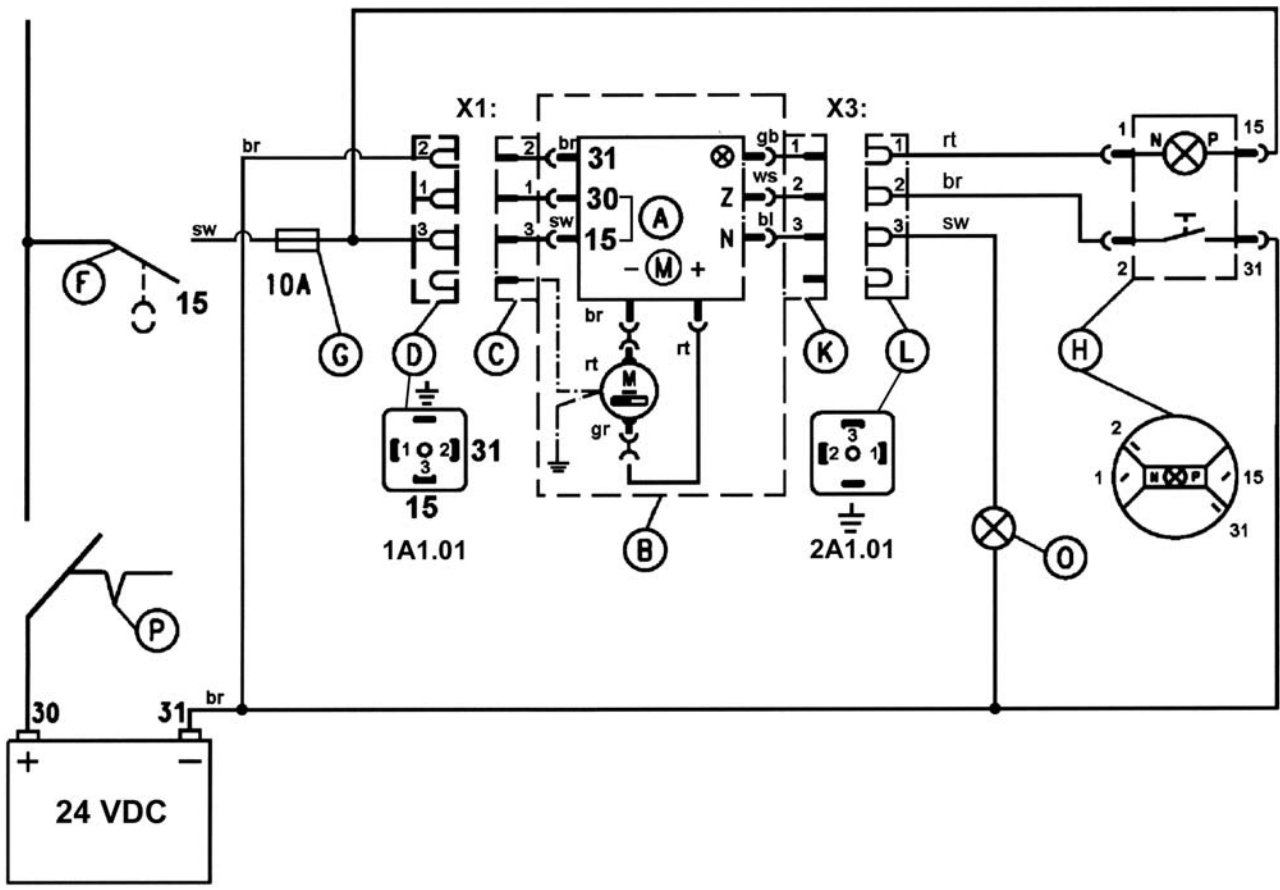 X1: X3:
br 2 2 br 31 gb 1 1 rt 1 N P 15
1 1 30 A Z ws 2 2 br
sw 3 3 sw 15 N bl 3 3 sw
F 15 10A - M + 2 31
G D C br rt K L H
rt M
gr
1 2 31
3
15
1A1.01
3
2 1
2A1.01
2
1 N P 15
31
B O
P
30 31 br
+ -
24 VDC